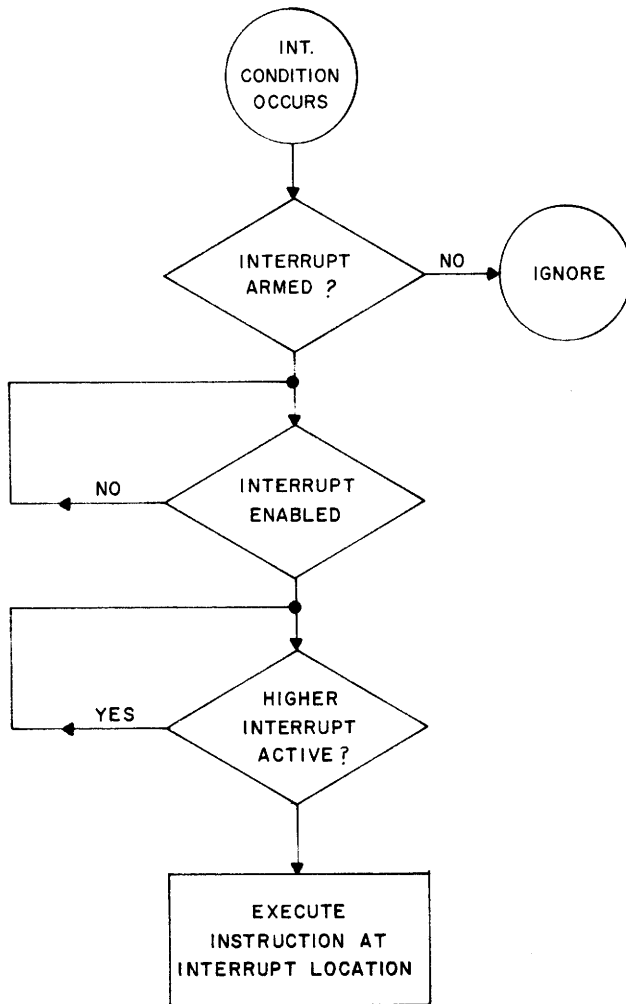 INT.
CONDITION
OCCURS
INTERRUPT
ARMED ?
NO
IGNORE
NO
INTERRUPT
ENABLED
YES
HIGHER
INTERRUPT
ACTIVE ?
EXECUTE
INSTRUCTION AT
INTERRUPT LOCATION